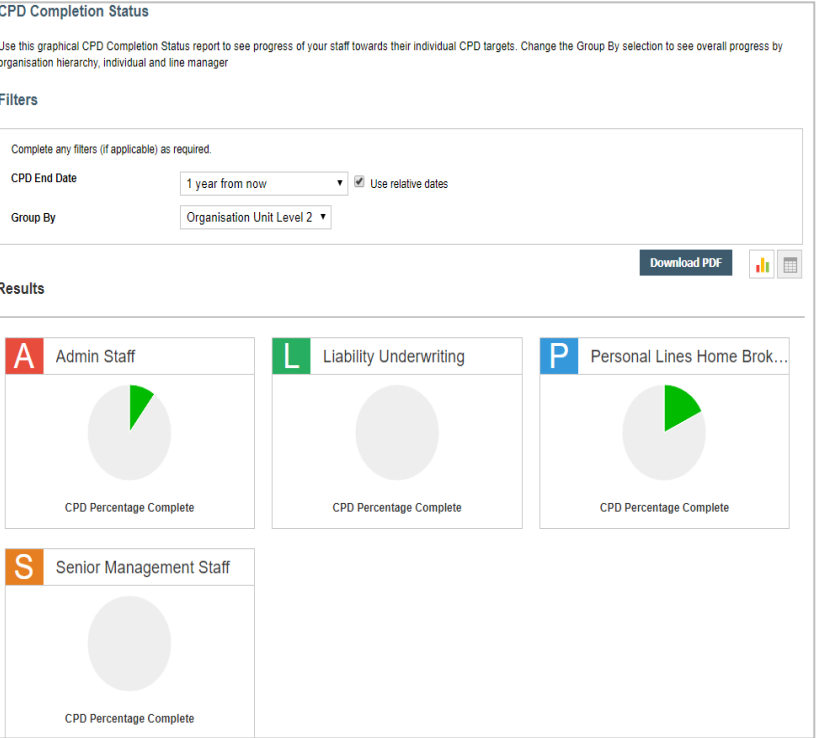 CPD Completion Status
Use this graphical CPD Completion Status report to see progress of your staff towards their individual CPD targets. Change the Group By selection to see overall progress by
organisation hierarchy, individual and line manager
Filters
Complete any filters (if applicable) as required.
CPD End Date
1 year from now
Use relative dates
Group By
Organisation Unit Level 2
Download PDF
Results
A Admin Staff
L Liability Underwriting
P Personal Lines Home Brok...
CPD Percentage Complete
CPD Percentage Complete
CPD Percentage Complete
S Senior Management Staff
CPD Percentage Complete